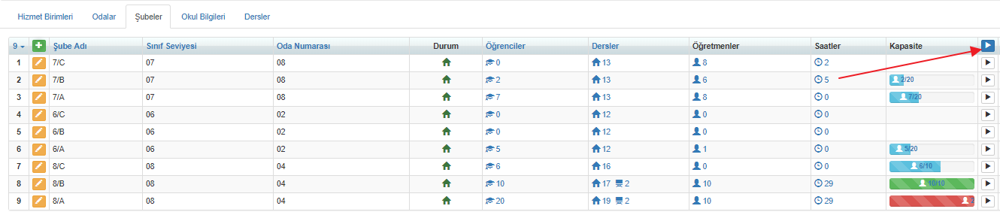 Hizmet Birimleri Odalar Şubeler Okul Bilgileri Dersler
9 Şube Adı Sınıf Seviyesi Oda Numarası Durum Öğrenciler Dersler Öğretmenler Saatler Kapasite
1 7/C 07 08 0 13 8 2
2 7/B 07 08 2 13 6 5 2/20
3 7/A 07 08 7 13 8 0 7/20
4 6/C 06 02 0 12 0 0
5 6/B 06 02 0 12 0 0
6 6/A 06 02 5 12 1 0 5/20
7 8/C 08 04 6 16 0 0 6/10
8 8/B 08 04 10 17 2 10 29 10/10
9 8/A 08 04 20 19 2 10 29